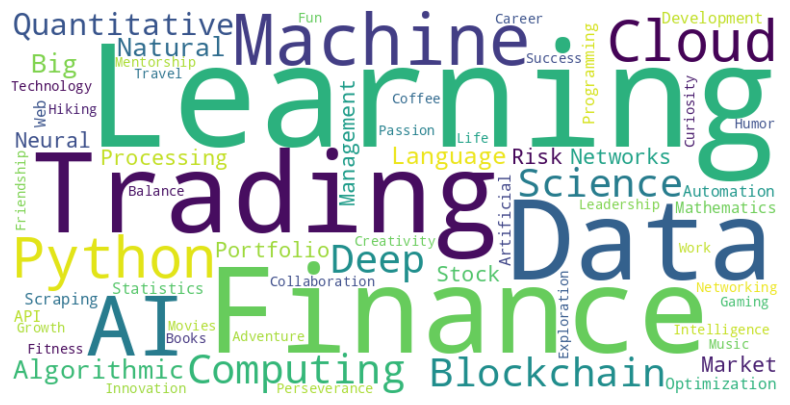 Quantitative
Machine
Fun
Career
Development
Cloud
Natural
Mentorship
Travel
Success
Big
Technology
Web
Hiking
Learning
Coffee
Passion
Life
Programming
Curiosity
Humor
Neural
Processing
Management
Language
Risk
Networks
Friendship
Trading
Balance
Science
Automation
Artificial
Leadership
Mathematics
Data
Python
Portfolio
Creativity
Deep
Work
Collaboration
Stock
Exploration
Networking
Scraping
Statistics
Finance
Gaming
API
Growth
AI
Movies
Books
Adventure
Intelligence
Music
Fitness
Algorithmic
Computing
Blockchain
Market
Innovation
Perseverance
Optimization